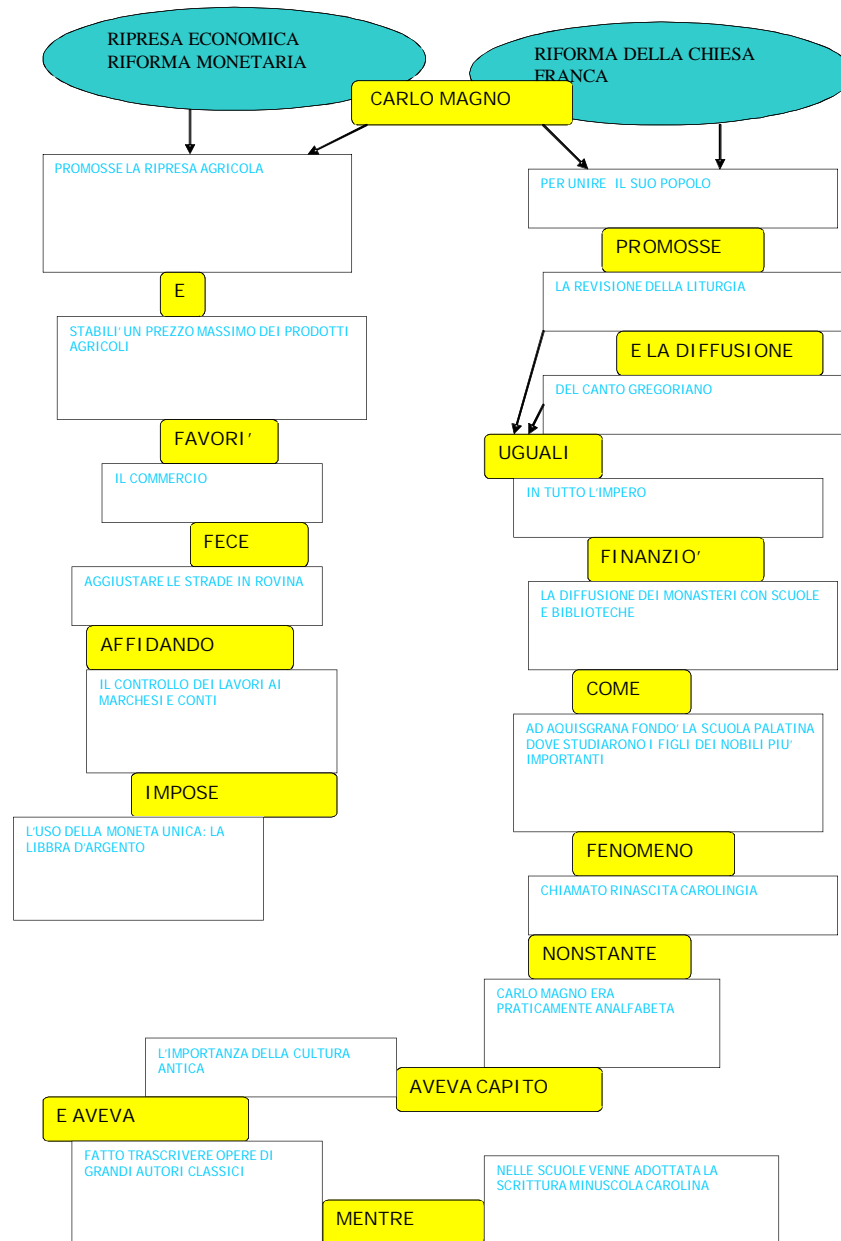 RIPRESA ECONOMICA
RIFORMA MONETARIA
RIFORMA DELLA CHIESA
FRANCA
CARLO MAGNO
PROMOSSE LA RIPRESA AGRICOLA
E
STABILI' UN PREZZO MASSIMO DEI PRODOTTI
AGRICOLI
FAVORI'
IL COMMERCIO
FECE
AGGIUSTARE LE STRADE IN ROVINA
AFFIDANDO
IL CONTROLLO DEI LAVORI AI
MARCHESI E CONTI
IMPOSE
L'USO DELLA MONETA UNICA: LA
LIBBRA D'ARGENTO
PER UNIRE IL SUO POPOLO
PROMOSSE
LA REVISIONE DELLA LITURGIA
E LA DIFFUSIONE
DEL CANTO GREGORIANO
UGUALI
IN TUTTO L'IMPERO
FINANZIO'
LA DIFFUSIONE DEI MONASTERI CON SCUOLE
E BIBLIOTECHE
COME
AD AQUISGRANA FONDO' LA SCUOLA PALATINA
DOVE STUDIARONO I FIGLI DEI NOBILI PIU'
IMPORTANTI
FENOMENO
CHIAMATO RINASCITA CAROLINGIA
NONSTANTE
CARLO MAGNO ERA
PRATICAMENTE ANALFABETA
AVEVA CAPITO
L'IMPORTANZA DELLA CULTURA
ANTICA
E AVEVA
FATTO TRASCRIVERE OPERE DI
GRANDI AUTORI CLASSICI
MENTRE
NELLE SCUOLE VENNE ADOTTATA LA
SCRITTURA MINUSCOLA CAROLINA